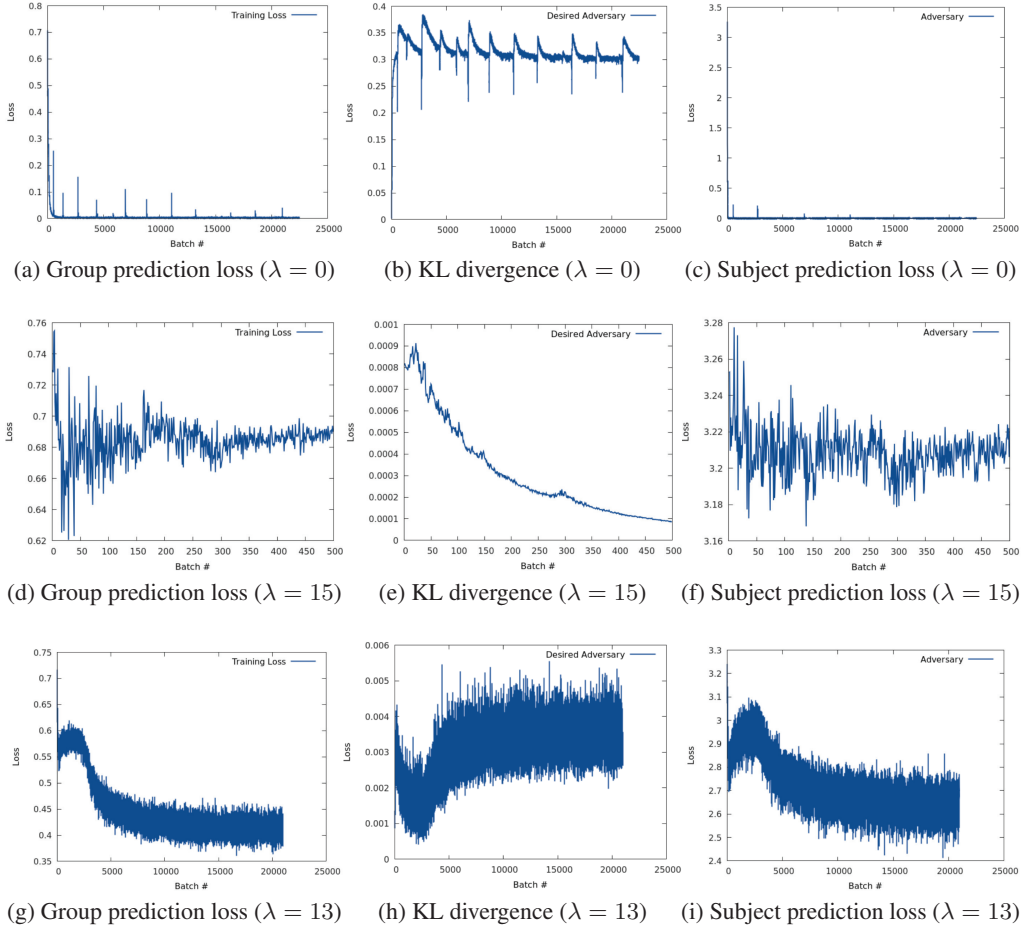 Training Loss
0.8
0.7
0.6
0.5
0.4
0.3
0.2
0.1
0
Loss
0 5000 10000 15000 20000 25000
Batch #
(a) Group prediction loss (λ = 0)
Desired Adversary
0.4
0.35
0.3
0.25
0.2
0.15
0.1
0.05
0
Loss
0 5000 10000 15000 20000 25000
Batch #
(b) KL divergence (λ = 0)
Adversary
3.5
3
2.5
2
1.5
1
0.5
0
Loss
0 5000 10000 15000 20000 25000
Batch #
(c) Subject prediction loss (λ = 0)
Training Loss
0.76
0.74
0.72
0.7
0.68
0.66
0.64
0.62
Loss
0 50 100 150 200 250 300 350 400 450 500
Batch #
(d) Group prediction loss (λ = 15)
Desired Adversary
0.001
0.0009
0.0008
0.0007
0.0006
0.0005
0.0004
0.0003
0.0002
0.0001
0
Loss
0 50 100 150 200 250 300 350 400 450 500
Batch #
(e) KL divergence (λ = 15)
Adversary
3.28
3.26
3.24
3.22
3.2
3.18
3.16
Loss
0 50 100 150 200 250 300 350 400 450 500
Batch #
(f) Subject prediction loss (λ = 15)
Training Loss
0.75
0.7
0.65
0.6
0.55
0.5
0.45
0.4
0.35
Loss
0 5000 10000 15000 20000 25000
Batch #
(g) Group prediction loss (λ = 13)
Desired Adversary
0.006
0.005
0.004
0.003
0.002
0.001
0
Loss
0 5000 10000 15000 20000 25000
Batch #
(h) KL divergence (λ = 13)
Adversary
3.3
3.2
3.1
3
2.9
2.8
2.7
2.6
2.5
2.4
Loss
0 5000 10000 15000 20000 25000
Batch #
(i) Subject prediction loss (λ = 13)